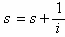 s = s + 1/i